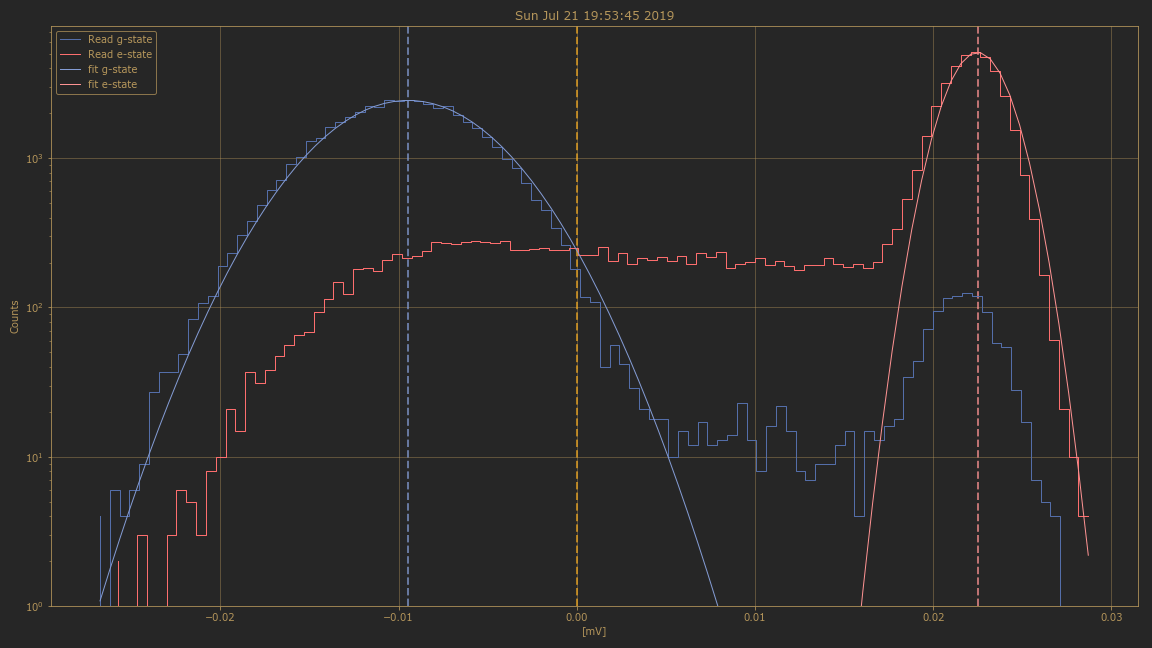 Sun Jul 21 19:53:45 2019
Read g-state
Read e-state
fit g-state
fit e-state
10³
10²
10¹
10⁰
Counts
−0.02
−0.01
0.00
0.01
0.02
0.03
[mV]